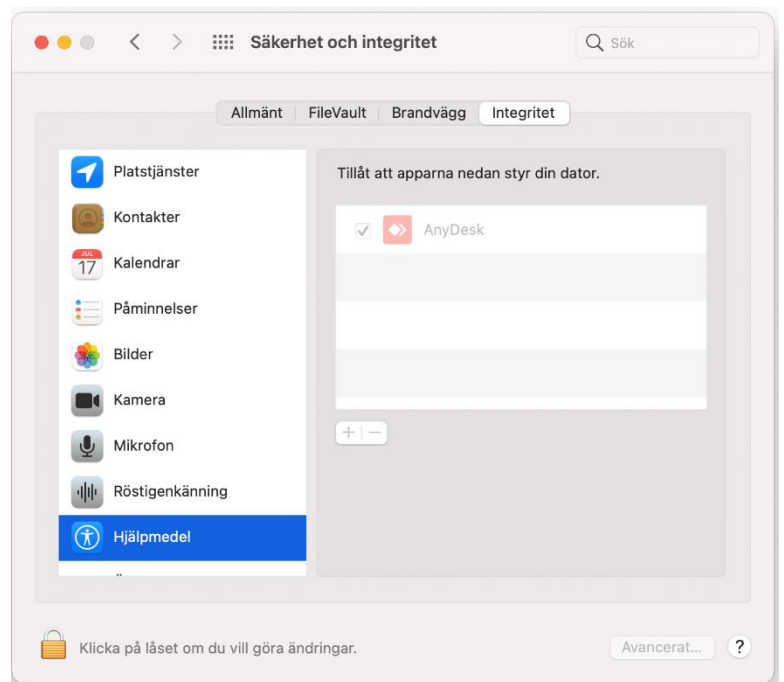 Säkerhet och integritet
Sök
Allmänt FileVault Brandvägg Integritet
Platstjänster
Kontakter
JUL
17
Kalendrar
Påminnelser
Bilder
Kamera
Mikrofon
Röstigenkänning
Hjälpmedel
Tillåt att apparna nedan styr din dator.
AnyDesk
Klicka på låset om du vill göra ändringar.
Avancerat...
?